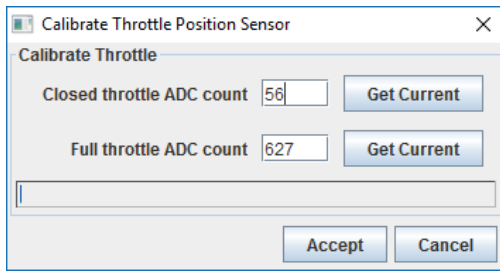 Calibrate Throttle Position Sensor
Calibrate Throttle
Closed throttle ADC count 56 Get Current
Full throttle ADC count 627 Get Current
Accept Cancel